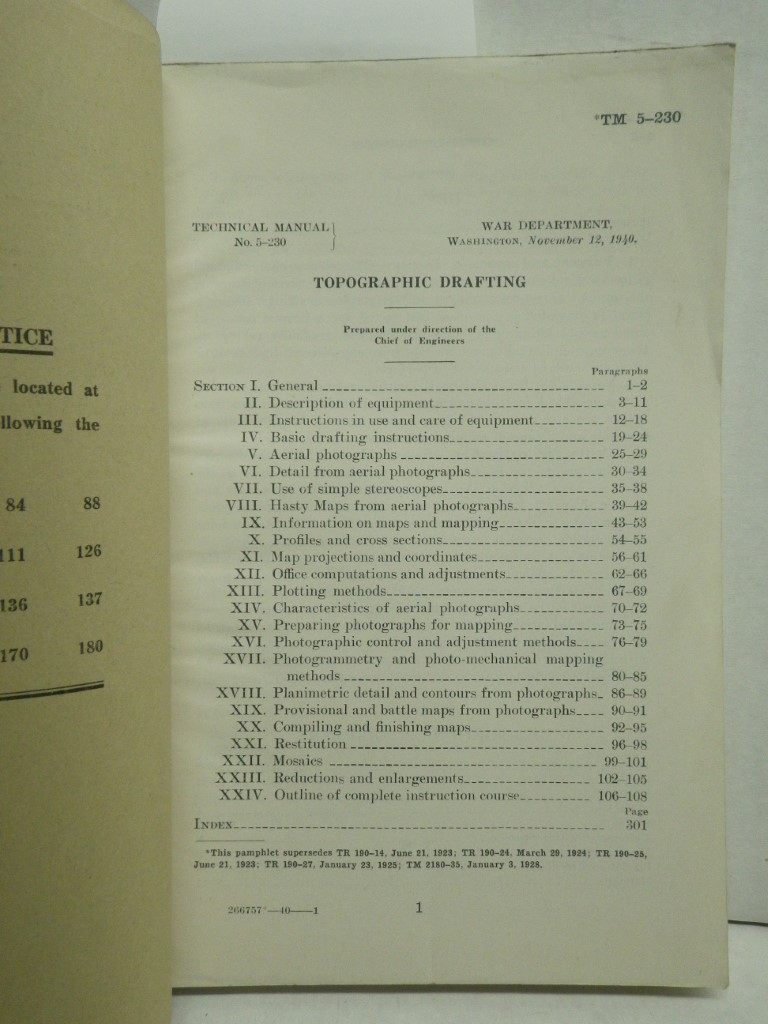 TICE
located at
llowing the
84 88
111 126
136 137
170 180
*TM 5–230
TECHNICAL MANUAL
No. 5–230
WAR DEPARTMENT,
WASHINGTON, November 12, 1940.
TOPOGRAPHIC DRAFTING
Prepared under direction of the
Chief of Engineers
Paragraphs
SECTION I. General 1–2
II. Description of equipment 3–11
III. Instructions in use and care of equipment 12–18
IV. Basic drafting instructions 19–24
V. Aerial photographs 25–29
VI. Detail from aerial photographs 30–34
VII. Use of simple stereoscopes 35–38
VIII. Hasty Maps from aerial photographs 39–42
IX. Information on maps and mapping 43–53
X. Profiles and cross sections 54–55
XI. Map projections and coordinates 56–61
XII. Office computations and adjustments 62–66
XIII. Plotting methods 67–69
XIV. Characteristics of aerial photographs 70–72
XV. Preparing photographs for mapping 73–75
XVI. Photographic control and adjustment methods 76–79
XVII. Photogrammetry and photo-mechanical mapping
methods 80–85
XVIII. Planimetric detail and contours from photographs 86–89
XIX. Provisional and battle maps from photographs 90–91
XX. Compiling and finishing maps 92–95
XXI. Restitution 96–98
XXII. Mosaics 99–101
XXIII. Reductions and enlargements 102–105
XXIV. Outline of complete instruction course 106–108
Page
INDEX 301
*This pamphlet supersedes TR 190–14, June 21, 1923; TR 190–24, March 29, 1924; TR 190–25,
June 21, 1923; TR 190–27, January 23, 1925; TM 2180–35, January 3, 1928.
266757°—40——1 1